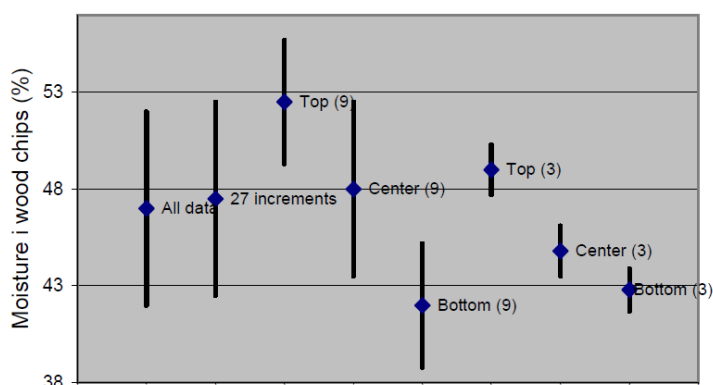 Moisture i wood chips (%)
53
48
43
38
All data
27 increments
Top (9)
Center (9)
Bottom (9)
Top (3)
Center (3)
Bottom (3)